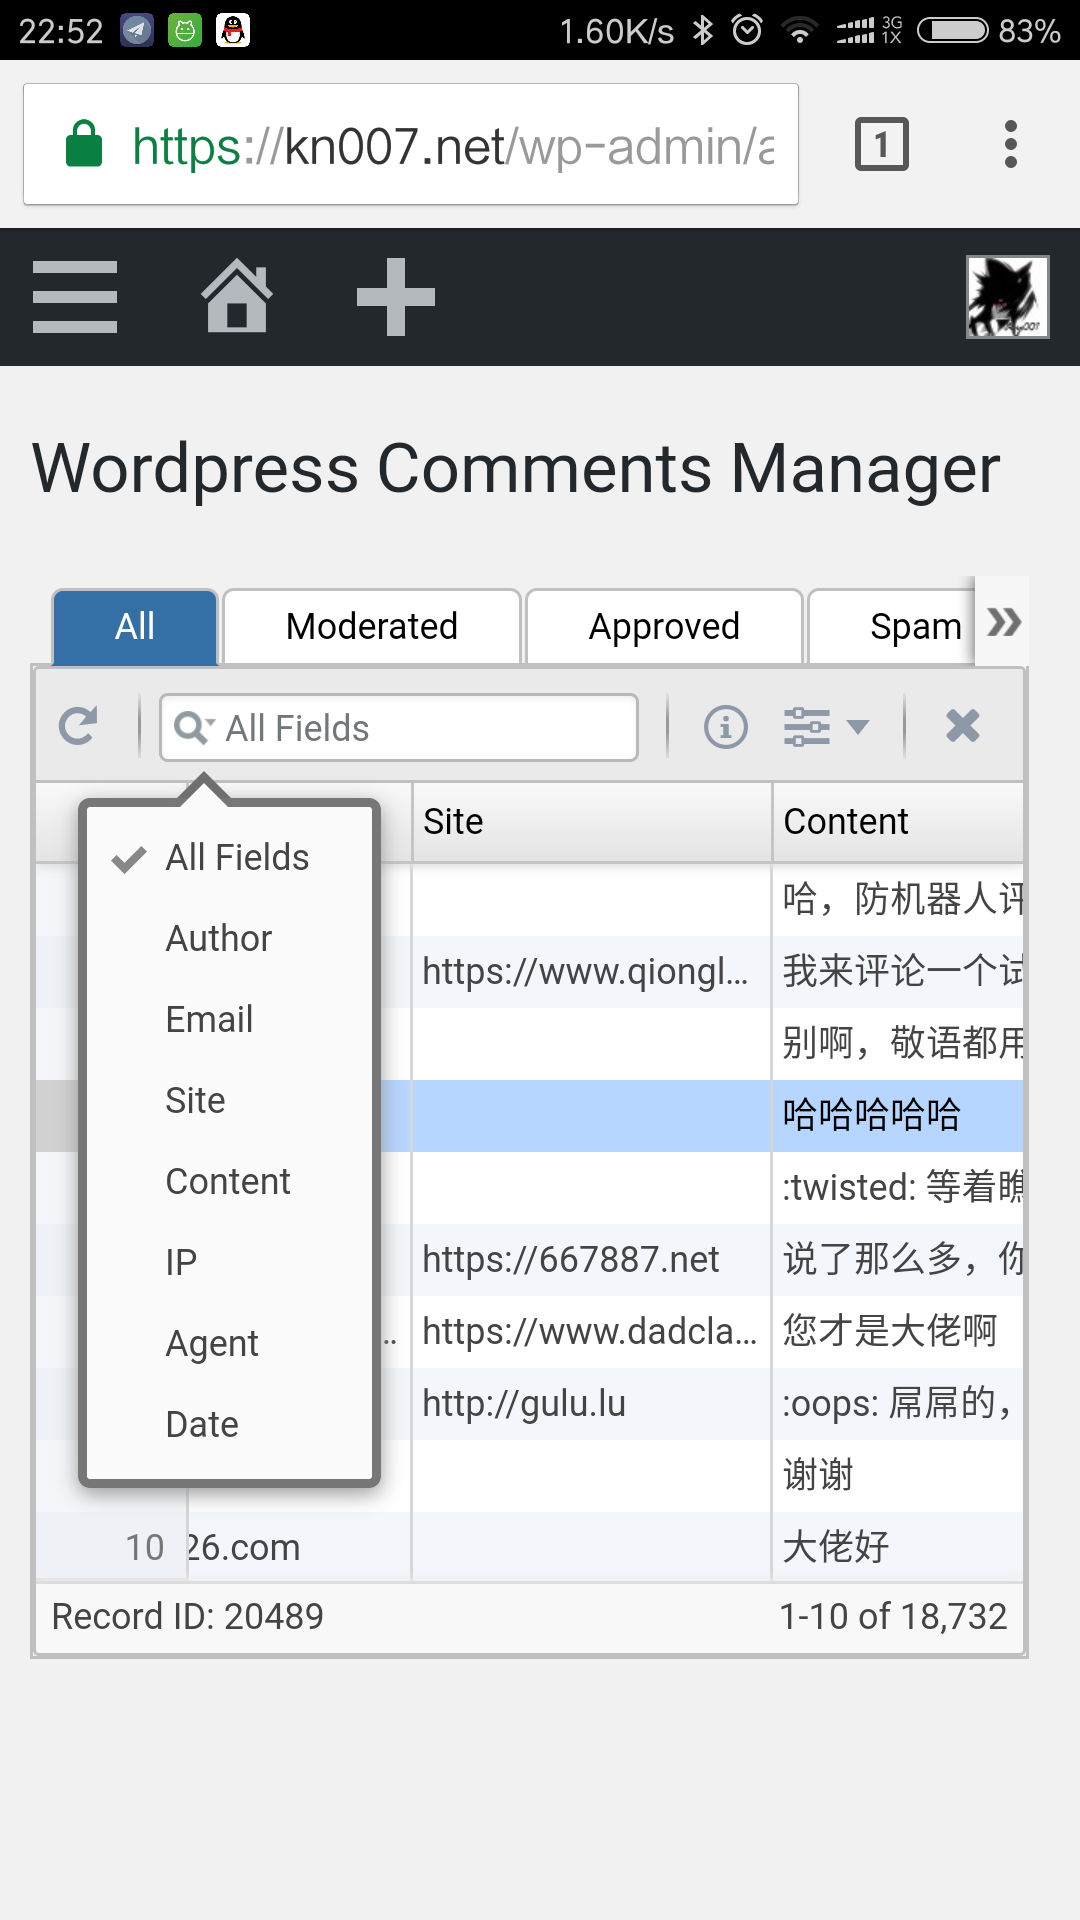 22:52
1.60K/s
3G
1X
83%
https://kn007.net/wp-admin/a
1
Wordpress Comments Manager
All
Moderated
Approved
Spam
All Fields
Site
Content
All Fields
Author
Email
Site
Content
IP
Agent
Date
哈，防机器人评
https://www.qiongl...
我来评论一个试
别啊，敬语都用
哈哈哈哈哈
:twisted: 等着瞧
https://667887.net
说了那么多，你
..
https://www.dadcla...
您才是大佬啊
http://gulu.lu
:oops: 屌屌的，
谢谢
10
26.com
大佬好
Record ID: 20489
1-10 of 18,732